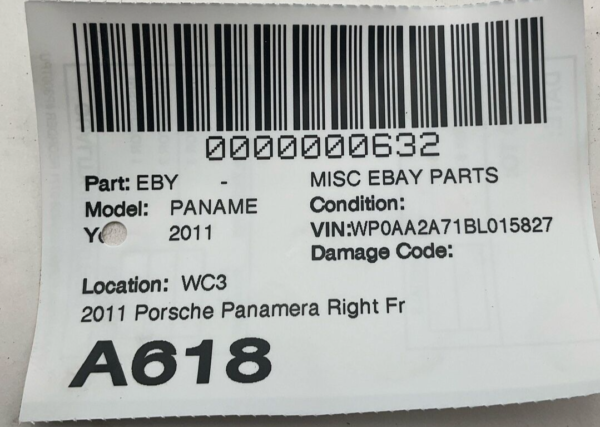 0000000632
Part: EBY - MISC EBAY PARTS
Model: PANAME Condition:
2011 VIN:WP0AA2A71BL015827
Damage Code:
Location: WC3
2011 Porsche Panamera Right Fr
A618